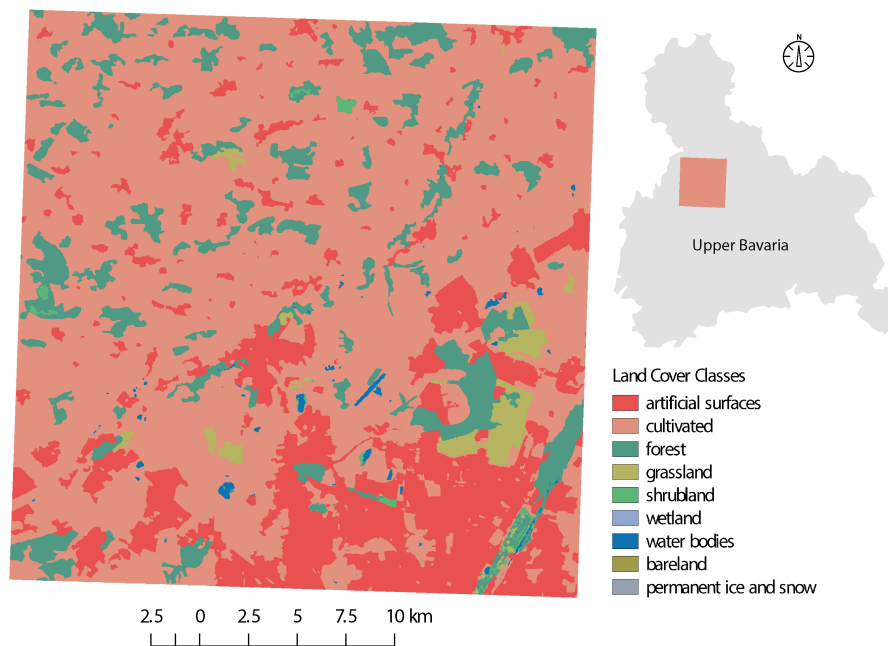 N
Upper Bavaria
Land Cover Classes
artificial surfaces
cultivated
forest
grassland
shrubland
wetland
water bodies
bareland
permanent ice and snow
2.5 0 2.5 5 7.5 10 km